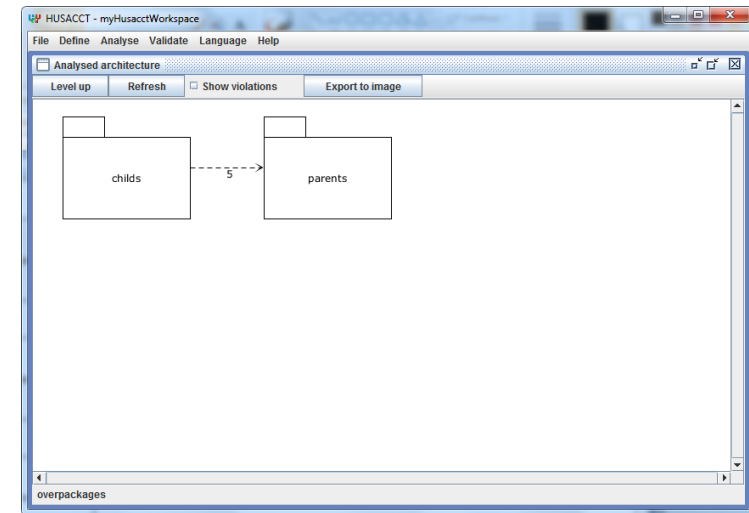 HUSACCT - myHusacctWorkspace
File Define Analyse Validate Language Help
Analysed architecture
Level up Refresh Show violations Export to image
childs 5 parents
overpackages